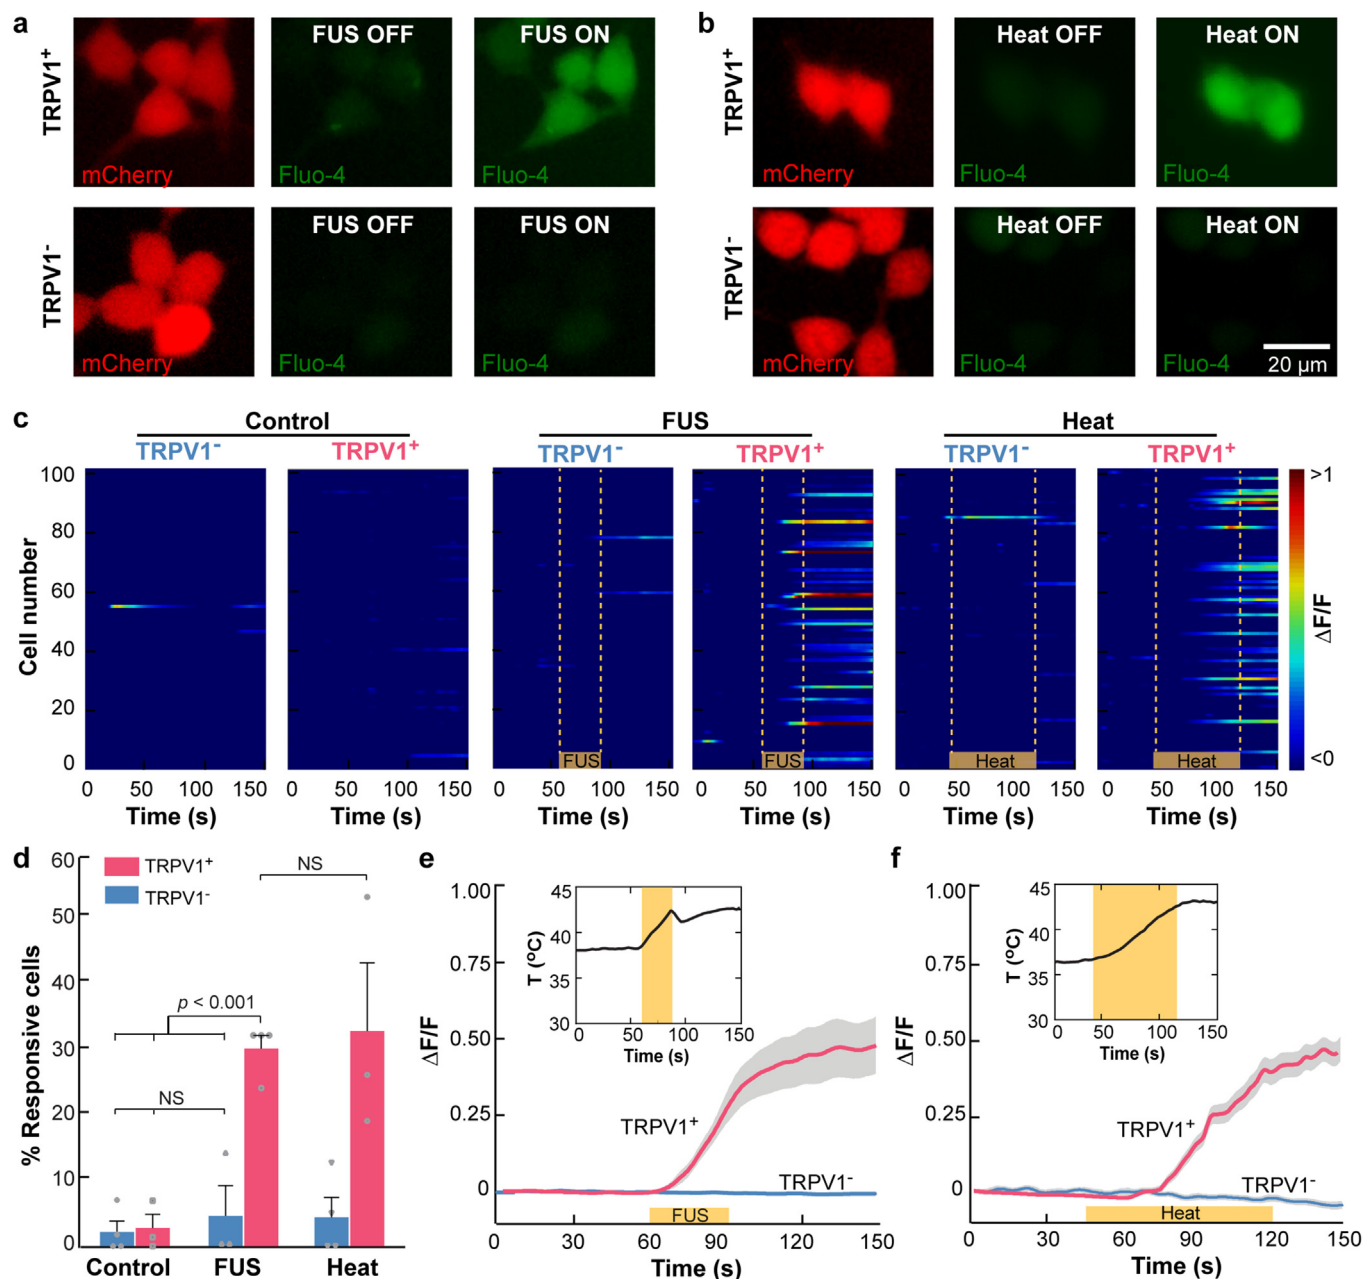 a
TRPV1+
mCherry
FUS OFF
Fluo-4
FUS ON
Fluo-4
TRPV1-
mCherry
FUS OFF
Fluo-4
FUS ON
Fluo-4
b
TRPV1+
mCherry
Heat OFF
Fluo-4
Heat ON
Fluo-4
TRPV1-
mCherry
Heat OFF
Fluo-4
Heat ON
Fluo-4
20 µm
c
Control
FUS
Heat
TRPV1-
TRPV1+
TRPV1-
TRPV1+
TRPV1-
TRPV1+
Cell number
100
80
60
40
20
0
FUS
FUS
Heat
Heat
>1
ΔF/F
<0
0 50 100 150
0 50 100 150
0 50 100 150
0 50 100 150
0 50 100 150
0 50 100 150
Time (s)
Time (s)
Time (s)
Time (s)
Time (s)
Time (s)
d
% Responsive cells
60
50
40
30
20
10
0
TRPV1+
TRPV1-
NS
p < 0.001
NS
Control
FUS
Heat
e
ΔF/F
1.00
0.75
0.50
0.25
0
T (ºC)
45
40
35
30
0 50 100 150
Time (s)
TRPV1+
TRPV1-
FUS
0 30 60 90 120 150
Time (s)
f
ΔF/F
1.00
0.75
0.50
0.25
0
T (ºC)
45
40
35
30
0 50 100 150
Time (s)
TRPV1+
TRPV1-
Heat
0 30 60 90 120 150
Time (s)